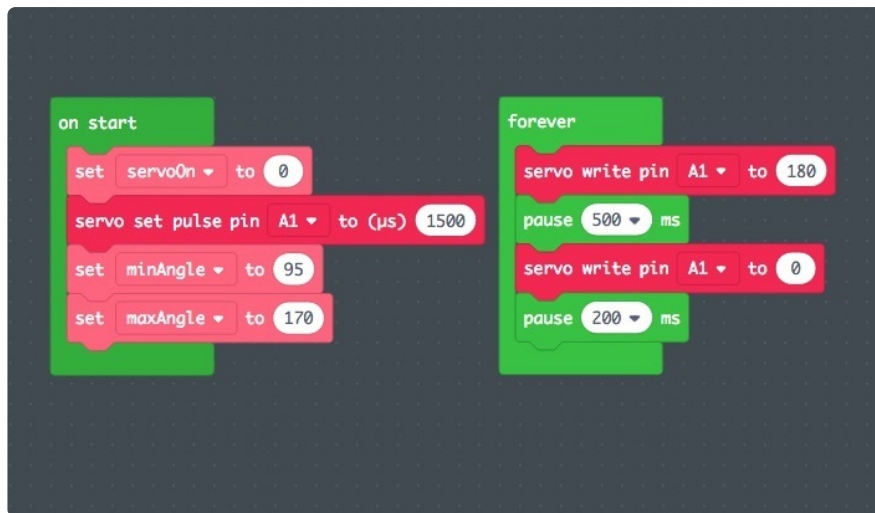 on start
set servoOn to 0
servo set pulse pin A1 to (µs) 1500
set minAngle to 95
set maxAngle to 170
forever
servo write pin A1 to 180
pause 500 ms
servo write pin A1 to 0
pause 200 ms